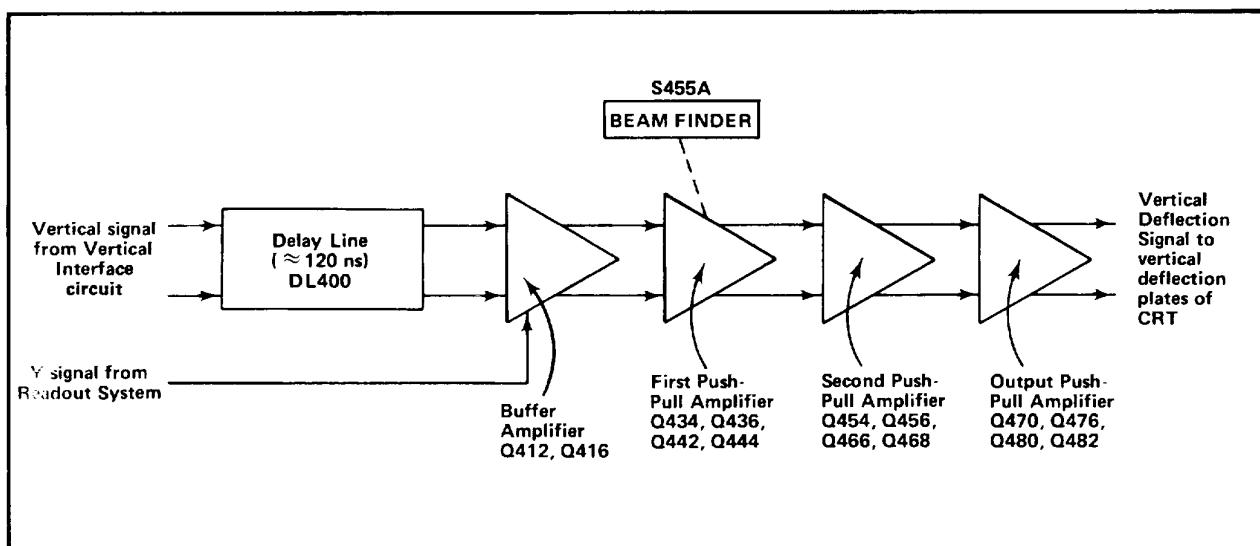 S455A
BEAM FINDER
Vertical signal
from Vertical
Interface
circuit
Delay Line
(≈120 ns)
DL400
Vertical
Deflection
Signal to
vertical
deflection
plates of
CRT
Y signal from
Readout System
Buffer
Amplifier
Q412, Q416
First Push-
Pull Amplifier
Q434, Q436,
Q442, Q444
Second Push-
Pull Amplifier
Q454, Q456,
Q466, Q468
Output Push-
Pull Amplifier
Q470, Q476,
Q480, Q482